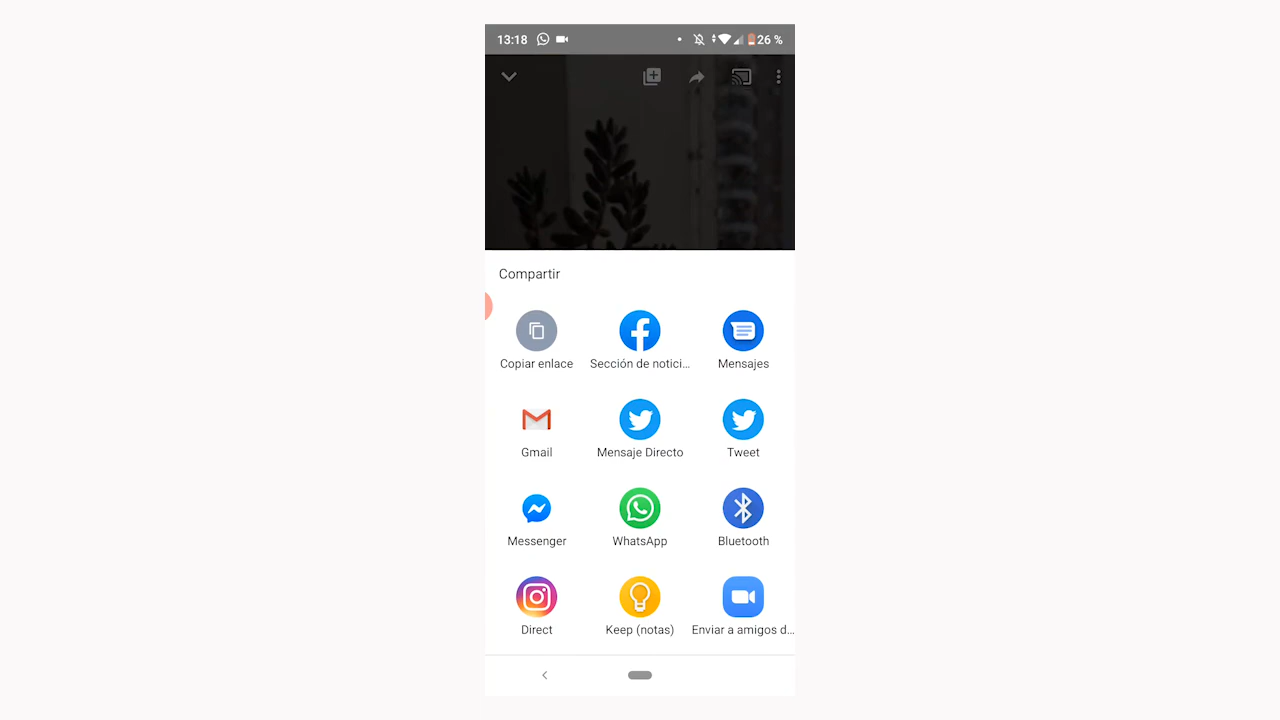 13:18 26 %
Compartir
Copiar enlace Sección de notici... Mensajes
Gmail Mensaje Directo Tweet
Messenger WhatsApp Bluetooth
Direct Keep (notas) Enviar a amigos d...